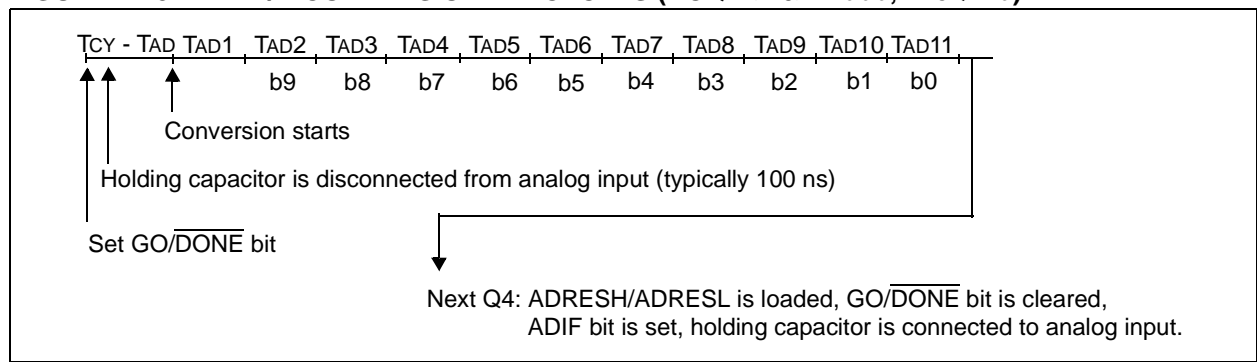 TCY - TAD TAD1 TAD2 TAD3 TAD4 TAD5 TAD6 TAD7 TAD8 TAD9 TAD10 TAD11
b9 b8 b7 b6 b5 b4 b3 b2 b1 b0
Conversion starts
Holding capacitor is disconnected from analog input (typically 100 ns)
Set GO/DONE bit
Next Q4: ADRESH/ADRESL is loaded, GO/DONE bit is cleared,
ADIF bit is set, holding capacitor is connected to analog input.